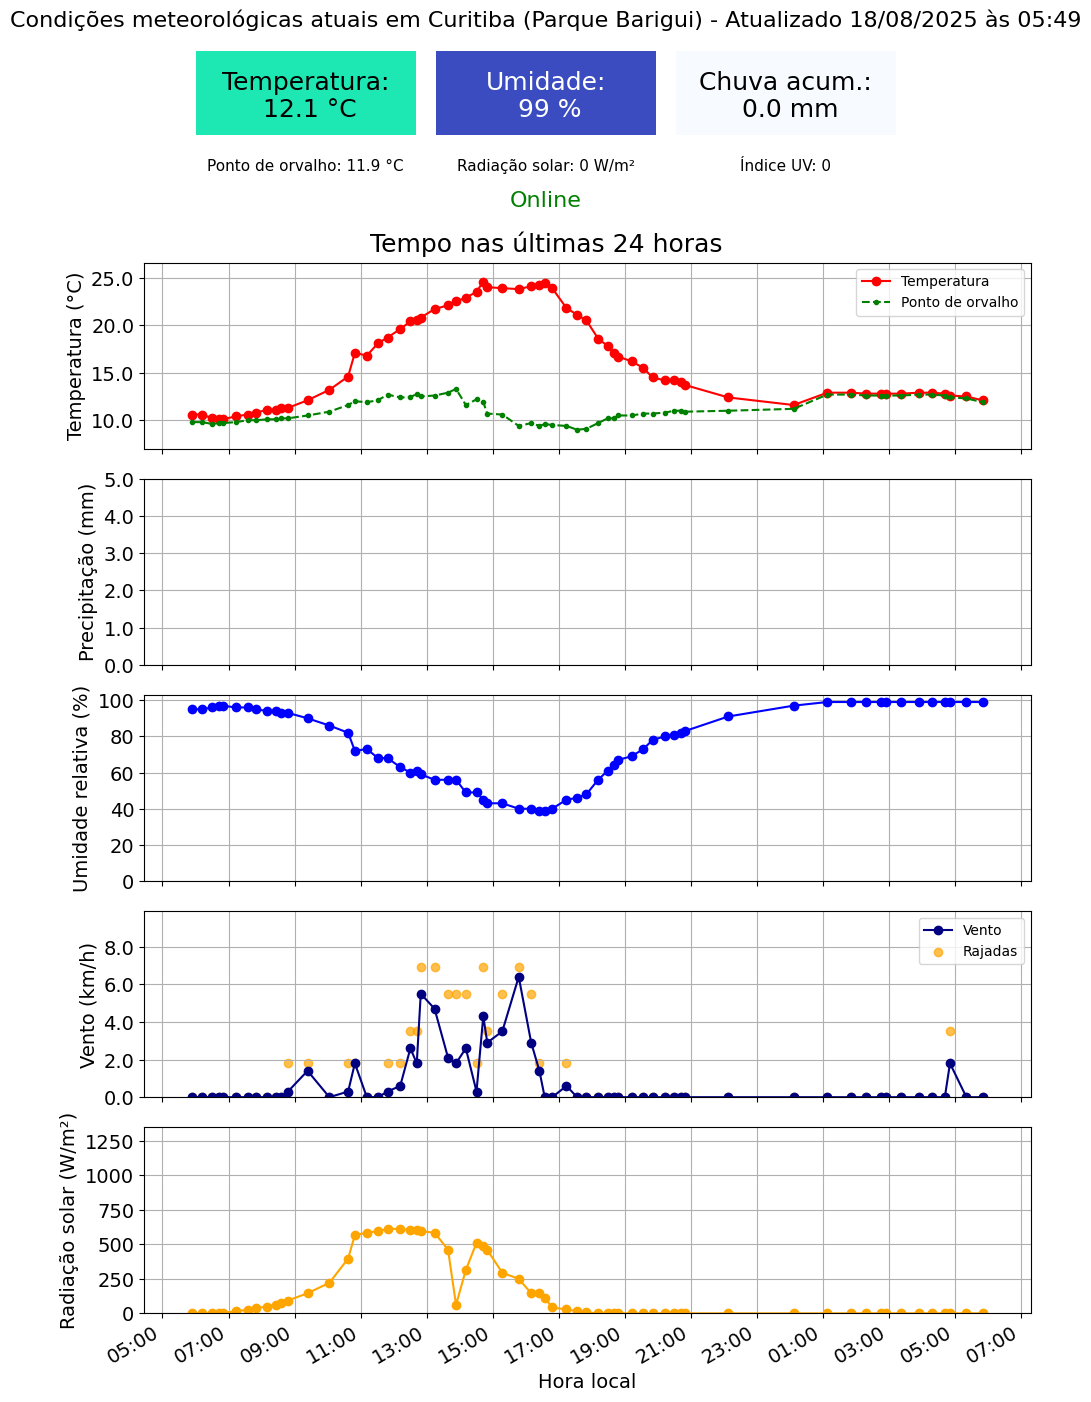 Condições meteorológicas atuais em Curitiba (Parque Barigui) - Atualizado 18/08/2025 às 05:49
Temperatura:
12.1 °C
Umidade:
99 %
Chuva acum.:
0.0 mm
Ponto de orvalho: 11.9 °C
Radiação solar: 0 W/m²
Índice UV: 0
Online
Tempo nas últimas 24 horas
Temperatura (°C)
25.0
20.0
15.0
10.0
Temperatura
Ponto de orvalho
Precipitação (mm)
5.0
4.0
3.0
2.0
1.0
0.0
Umidade relativa (%)
100
80
60
40
20
0
Vento (km/h)
8.0
6.0
4.0
2.0
0.0
Vento
Rajadas
Radiação solar (W/m²)
1250
1000
750
500
250
0
05:00
07:00
09:00
11:00
13:00
15:00
17:00
19:00
21:00
23:00
01:00
03:00
05:00
07:00
Hora local